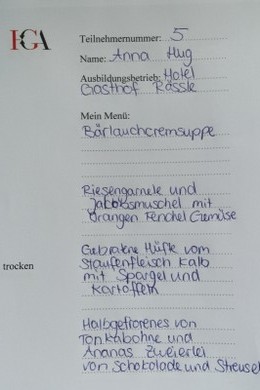 HGA
Teilnehmernummer: 5
Name: Anna Hug
Ausbildungsbetrieb: Hotel
Gasthof Rössle
Mein Menü:
Bärlauchcremsuppe
Riesengarnele und
Jakobsmuschel mit
Orangen Fenchel Gemüse
trocken
Gebratene Hüfte vom
Staufenfleisch Kalb
mit Spargel und
Kartoffeln
Halbgefrorenes von
Tonkabohne und
Ananas Zweierlei
von Schokolade und Streusel